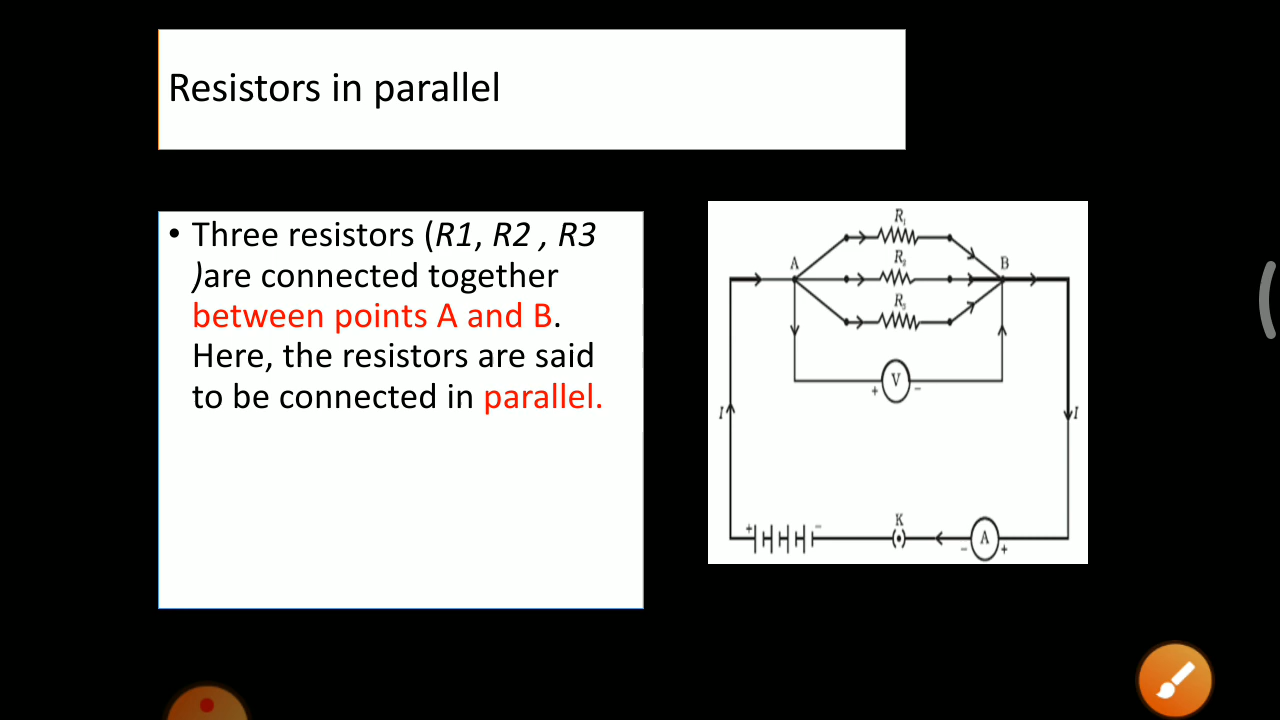 Resistors in parallel
• Three resistors (R1, R2 , R3
)are connected together
between points A and B.
Here, the resistors are said
to be connected in parallel.
R₁
A
R₂
B
R₃
V
+ −
I
I
+ −
K
A
− +